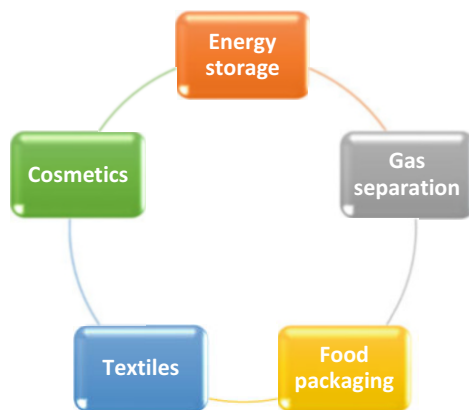 Energy
storage
Gas
separation
Food
packaging
Textiles
Cosmetics